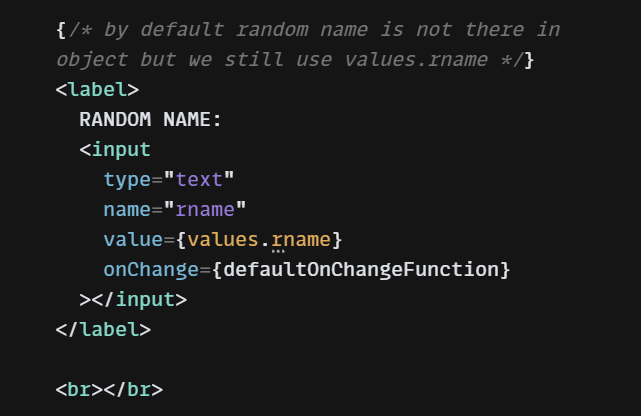 {/* by default random name is not there in
object but we still use values.rname */}
<label>
RANDOM NAME:
<input
type="text"
name="rname"
value={values.rname}
onChange={defaultOnChangeFunction}
></input>
</label>
<br></br>